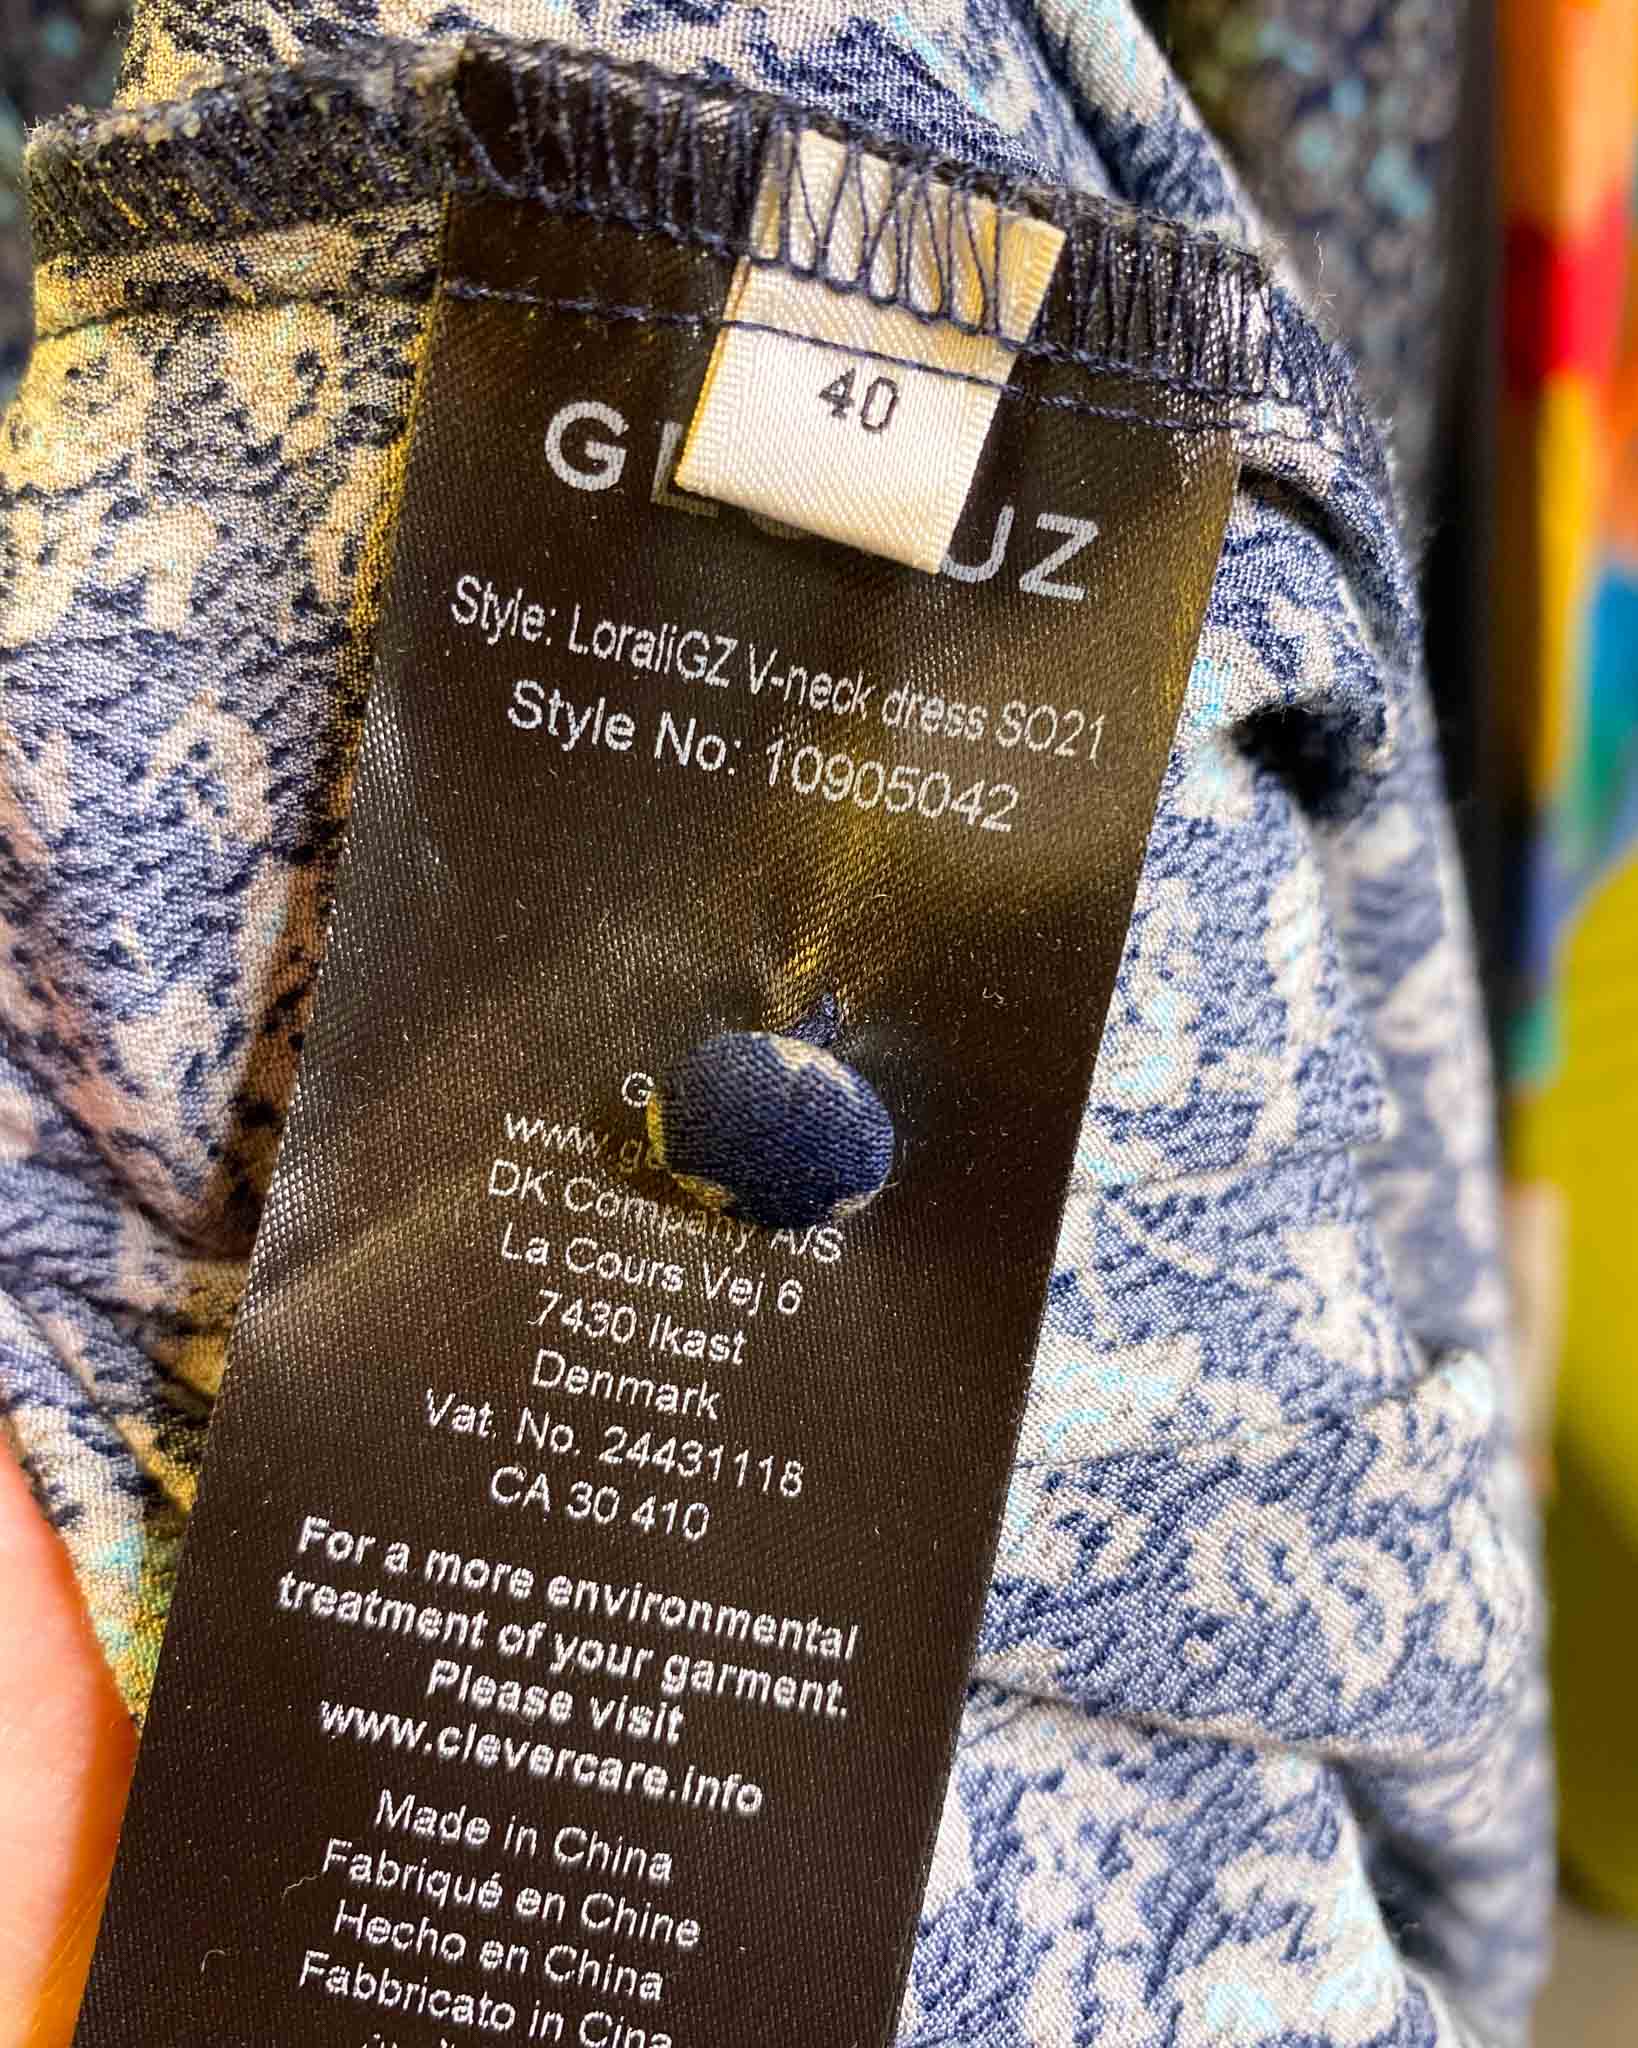 40
Style: LoraliGZ V-neck dress SO21
Style No: 10905042
DK Company A/S
La Cours Vej 6
7430 Ikast
Denmark
Vat. No. 24431118
CA 30 410
For a more environmental
treatment of your garment.
Please visit
www.clevercare.info
Made in China
Fabriqué en Chine
Hecho en China
Fabbricato in Cina